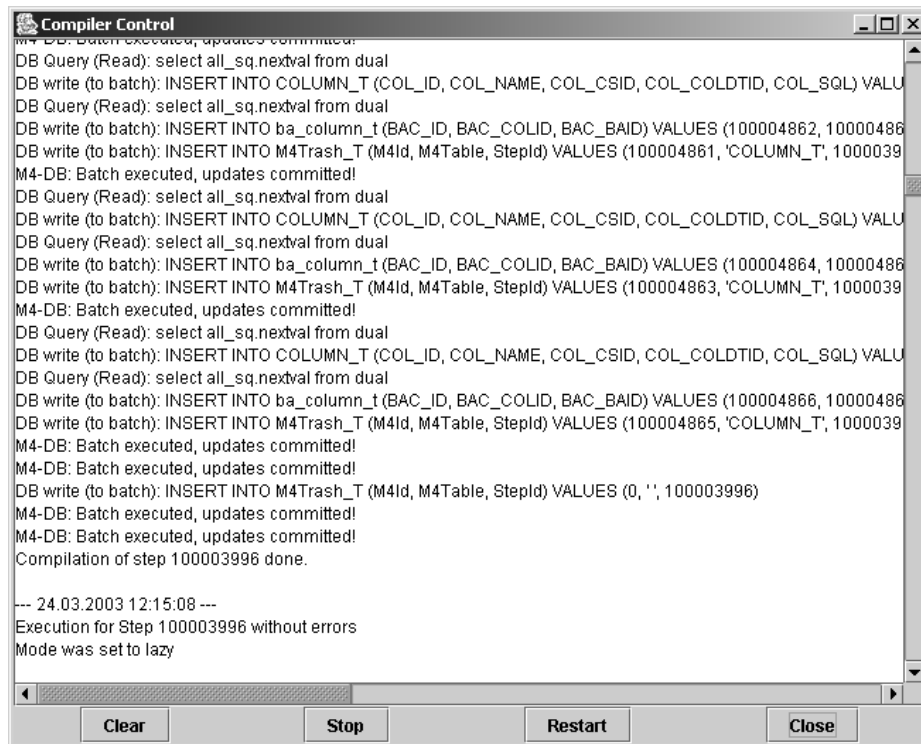 Compiler Control
M4-DB: Batch executed, updates committed!
DB Query (Read): select all_sq.nextval from dual
DB write (to batch): INSERT INTO COLUMN_T (COL_ID, COL_NAME, COL_CSID, COL_COLDTID, COL_SQL) VALU
DB Query (Read): select all_sq.nextval from dual
DB write (to batch): INSERT INTO ba_column_t (BAC_ID, BAC_COLID, BAC_BAID) VALUES (100004862, 10000486
DB write (to batch): INSERT INTO M4Trash_T (M4Id, M4Table, StepId) VALUES (100004861, 'COLUMN_T', 1000039
M4-DB: Batch executed, updates committed!
DB Query (Read): select all_sq.nextval from dual
DB write (to batch): INSERT INTO COLUMN_T (COL_ID, COL_NAME, COL_CSID, COL_COLDTID, COL_SQL) VALU
DB Query (Read): select all_sq.nextval from dual
DB write (to batch): INSERT INTO ba_column_t (BAC_ID, BAC_COLID, BAC_BAID) VALUES (100004864, 10000486
DB write (to batch): INSERT INTO M4Trash_T (M4Id, M4Table, StepId) VALUES (100004863, 'COLUMN_T', 1000039
M4-DB: Batch executed, updates committed!
DB Query (Read): select all_sq.nextval from dual
DB write (to batch): INSERT INTO COLUMN_T (COL_ID, COL_NAME, COL_CSID, COL_COLDTID, COL_SQL) VALU
DB Query (Read): select all_sq.nextval from dual
DB write (to batch): INSERT INTO ba_column_t (BAC_ID, BAC_COLID, BAC_BAID) VALUES (100004866, 10000486
DB write (to batch): INSERT INTO M4Trash_T (M4Id, M4Table, StepId) VALUES (100004865, 'COLUMN_T', 1000039
M4-DB: Batch executed, updates committed!
M4-DB: Batch executed, updates committed!
DB write (to batch): INSERT INTO M4Trash_T (M4Id, M4Table, StepId) VALUES (0, ' ', 100003996)
M4-DB: Batch executed, updates committed!
M4-DB: Batch executed, updates committed!
Compilation of step 100003996 done.
--- 24.03.2003 12:15:08 ---
Execution for Step 100003996 without errors
Mode was set to lazy
Clear Stop Restart Close